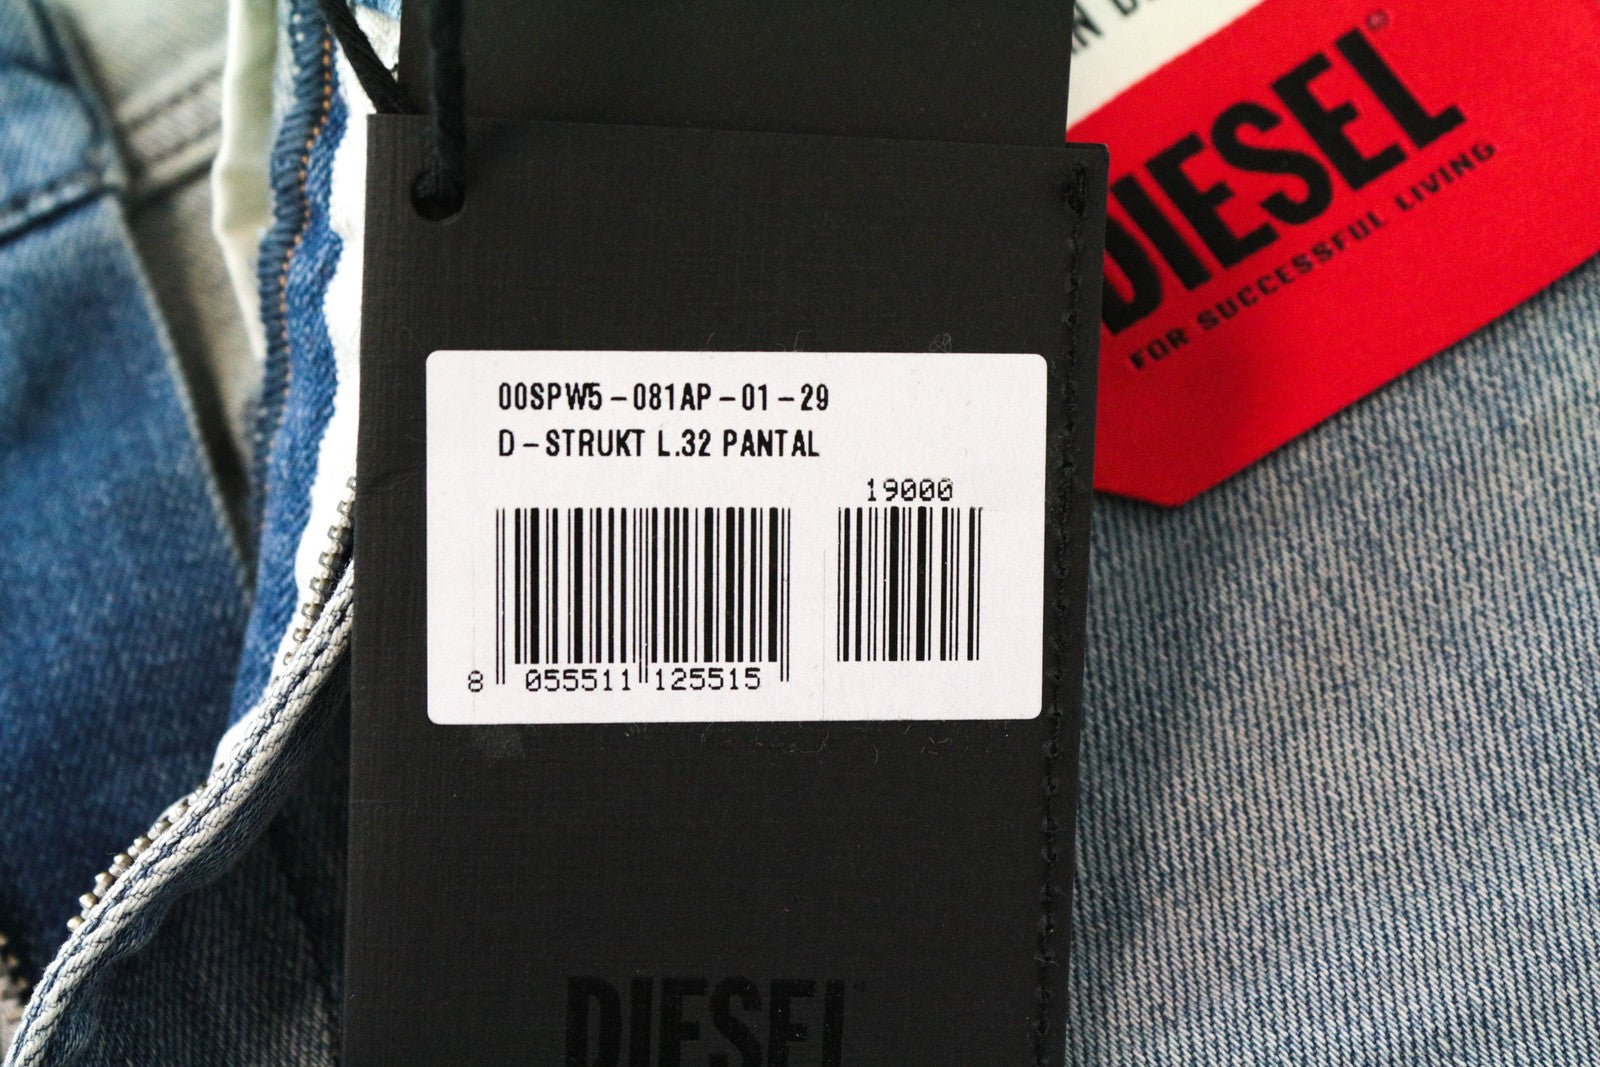 DIESEL®
FOR SUCCESSFUL LIVING
00SPW5-081AP-01-29
D-STRUKT L.32 PANTAL
19000
8 055511 125515
DIESEL